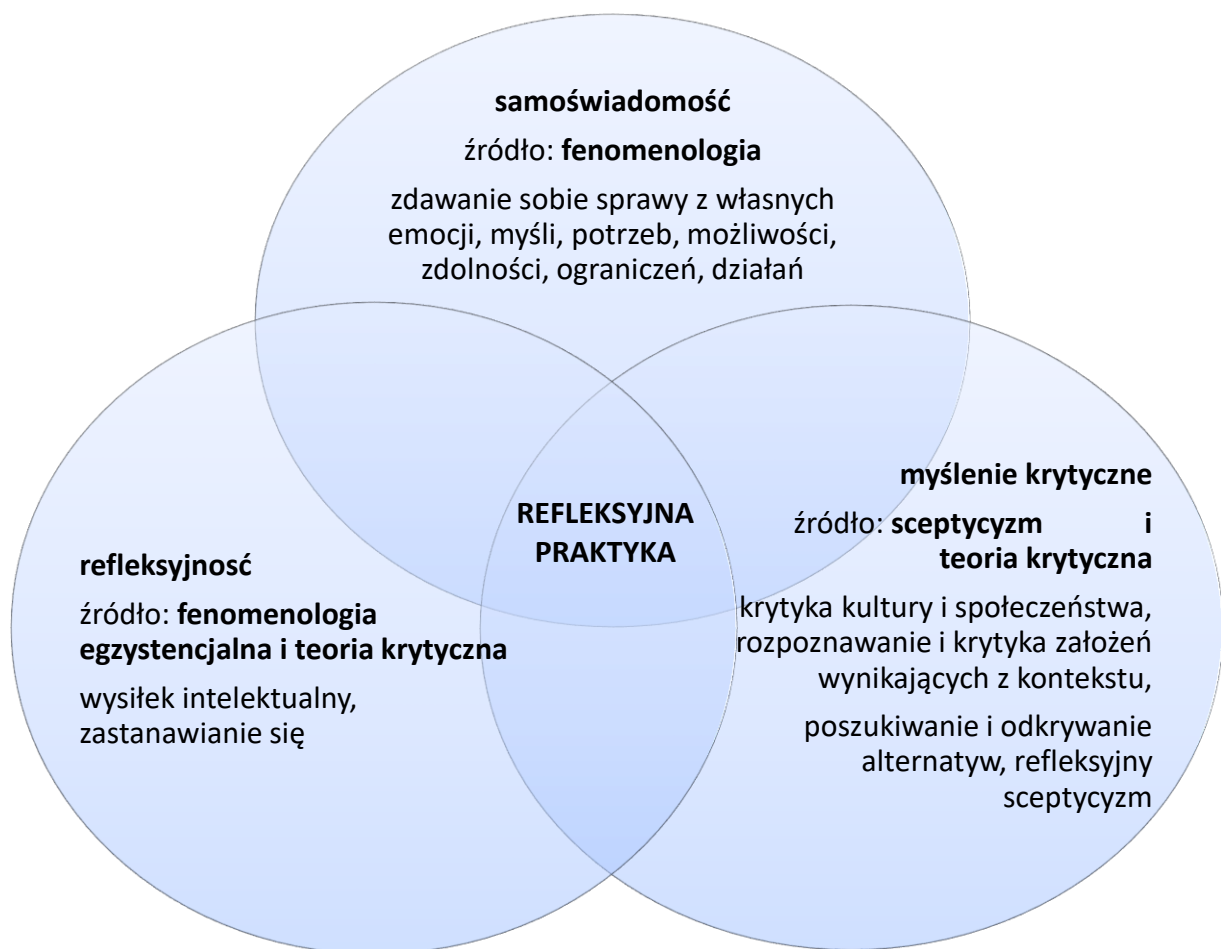 samoświadomość
źródło: fenomenologia
zdawanie sobie sprawy z własnych
emocji, myśli, potrzeb, możliwości,
zdolności, ograniczeń, działań
REFLEKSYJNA
PRAKTYKA
refleksyjnosć
źródło: fenomenologia
egzystencjalna i teoria krytyczna
wysiłek intelektualny,
zastanawianie się
myślenie krytyczne
źródło: sceptycyzm i
teoria krytyczna
krytyka kultury i społeczeństwa,
rozpoznawanie i krytyka założeń
wynikających z kontekstu,
poszukiwanie i odkrywanie
alternatyw, refleksyjny
sceptycyzm